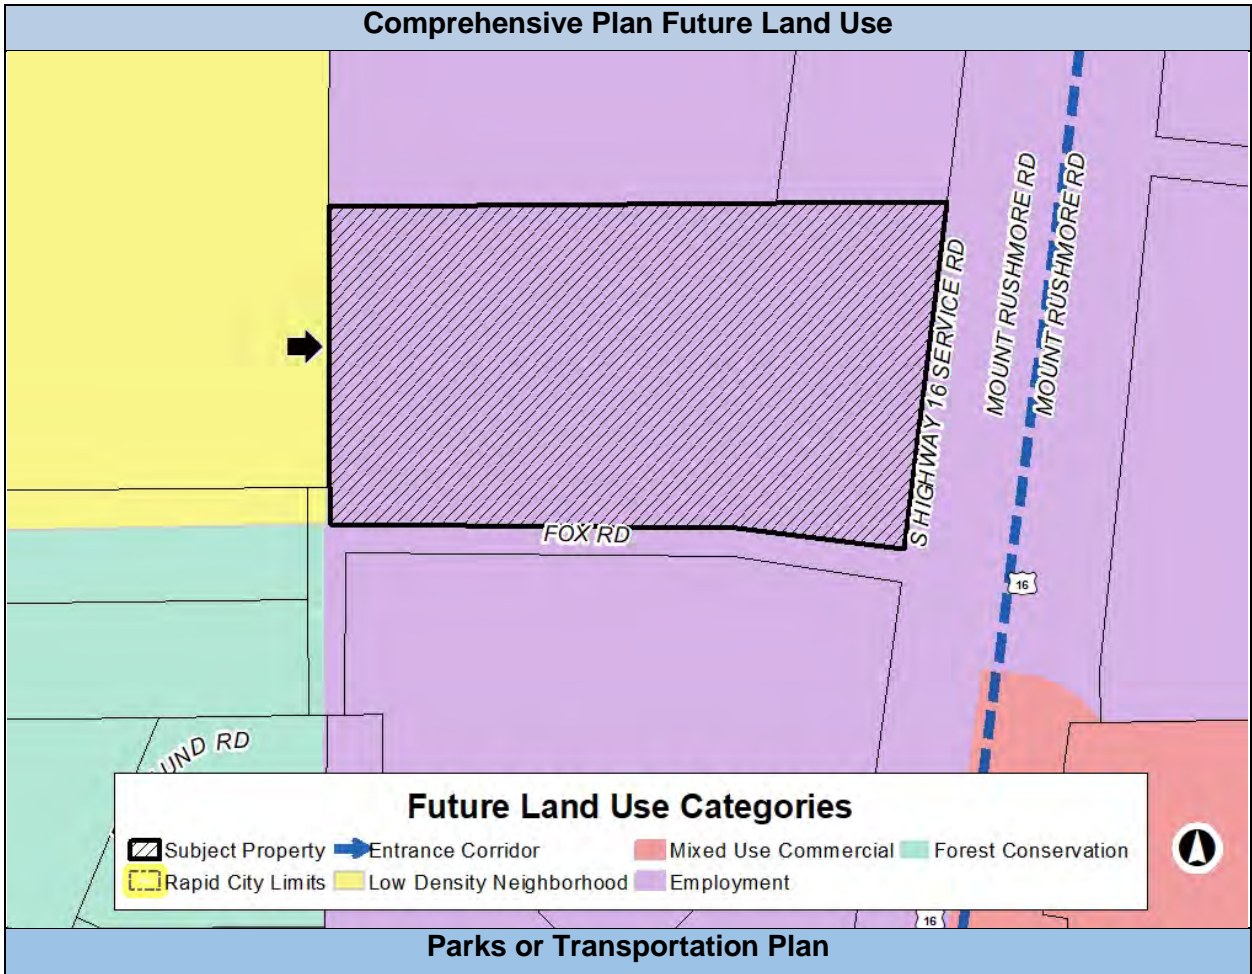 Comprehensive Plan Future Land Use
MOUNT RUSHMORE RD
MOUNT RUSHMORE RD
S HIGHWAY 16 SERVICE RD
FOX RD
16
UND RD
Future Land Use Categories
Subject Property
Entrance Corridor
Mixed Use Commercial
Forest Conservation
Rapid City Limits
Low Density Neighborhood
Employment
16
Parks or Transportation Plan